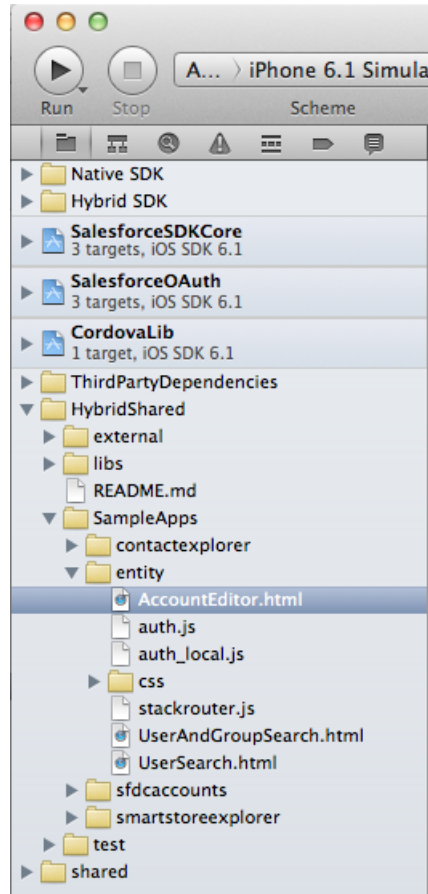 A... iPhone 6.1 Simula
Run Stop Scheme
Native SDK
Hybrid SDK
SalesforceSDKCore
3 targets, iOS SDK 6.1
SalesforceOAuth
3 targets, iOS SDK 6.1
CordovaLib
1 target, iOS SDK 6.1
ThirdPartyDependencies
HybridShared
external
libs
README.md
SampleApps
contactexplorer
entity
AccountEditor.html
auth.js
auth_local.js
css
stackrouter.js
UserAndGroupSearch.html
UserSearch.html
sfdcaccounts
smartstoreexplorer
test
shared